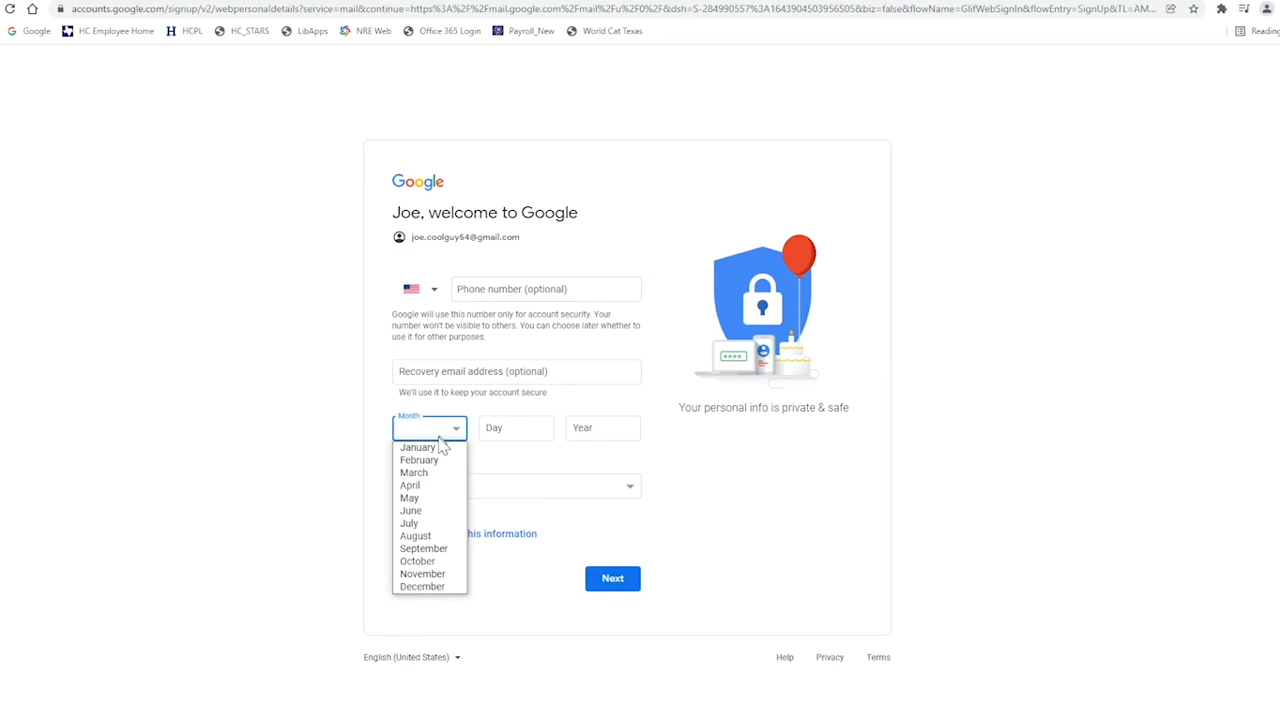 accounts.google.com/signup/v2/webpersonaldetails?service=mail&continue=https%3A%2F%2Fmail.google.com%2Fmail%2Fu%2F0%2F&dsh=S-284990557%3A1643904503956505&biz=false&flowName=GlifWebSignIn&flowEntry=SignUp&TL=AM...
Google HC Employee Home HCPL HC_STARS LibApps NRE Web Office 365 Login Payroll_New World Cat Texas Reading
Google
Joe, welcome to Google
joe.coolguy54@gmail.com
Phone number (optional)
Google will use this number only for account security. Your
number won't be visible to others. You can choose later whether to
use it for other purposes.
Recovery email address (optional)
We'll use it to keep your account secure
Your personal info is private & safe
Month
Day Year
January
February
March
April
May
June
July
August
September
October
November
December
his information
Next
English (United States) Help Privacy Terms